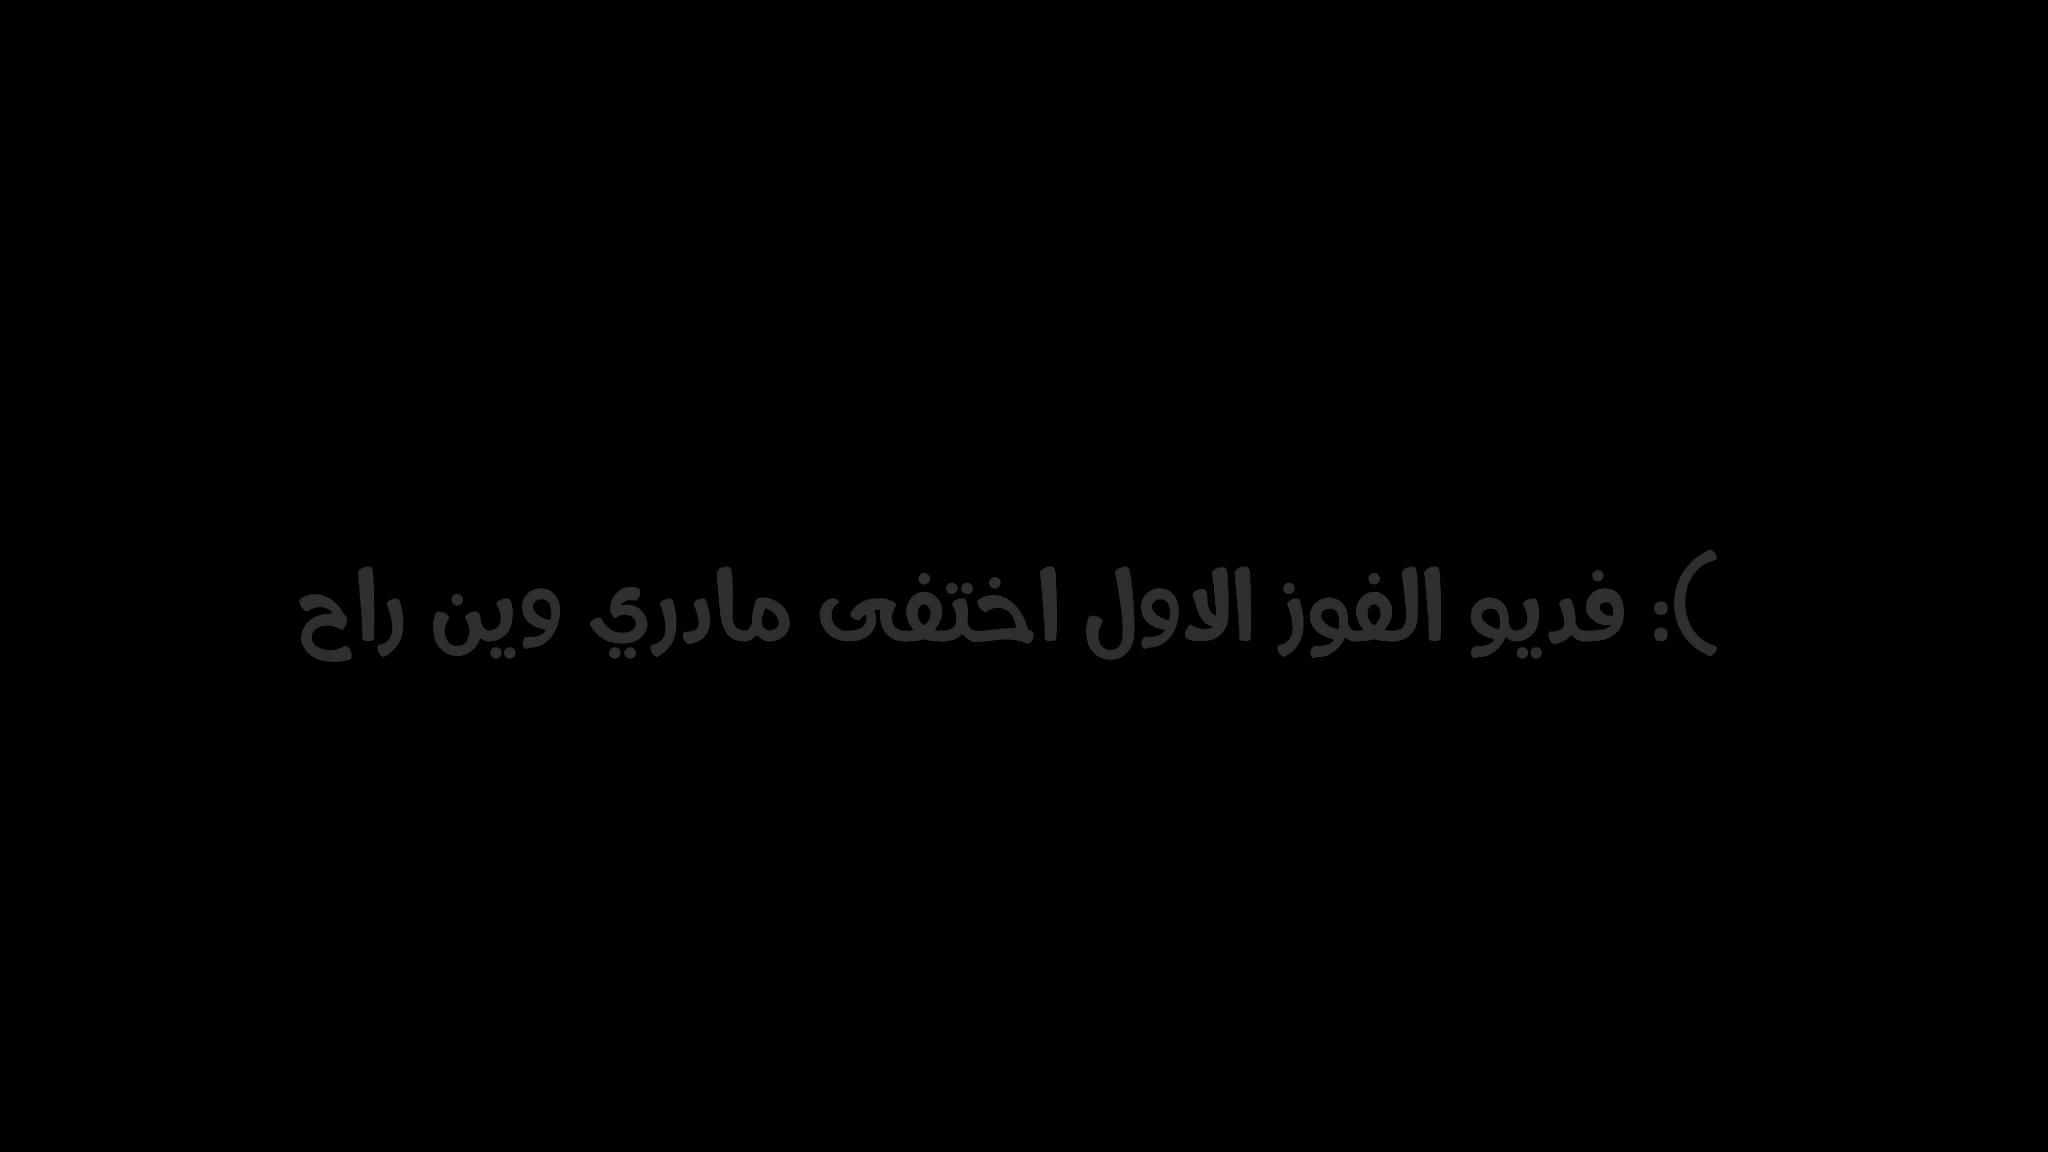 (: فديو الفوز الاول اختفى مادري وين راح